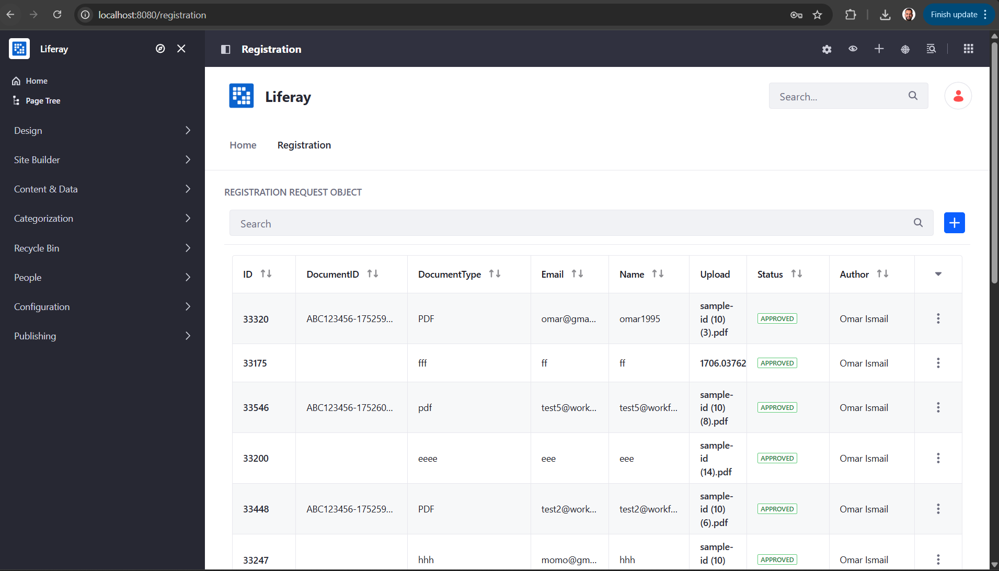 localhost:8080/registration
Finish update
Liferay
Registration
Home
Page Tree
Design
Site Builder
Content & Data
Categorization
Recycle Bin
People
Configuration
Publishing
Liferay
Search...
Home
Registration
REGISTRATION REQUEST OBJECT
Search
ID DocumentID DocumentType Email Name Upload Status Author
33320 ABC123456-175259... PDF omar@gma... omar1995 sample-id (10) (3).pdf APPROVED Omar Ismail
33175 fff ff ff 1706.03762 APPROVED Omar Ismail
33546 ABC123456-175260... pdf test5@work... test5@workf... sample-id (10) (8).pdf APPROVED Omar Ismail
33200 eeee eee eee sample-id (14).pdf APPROVED Omar Ismail
33448 ABC123456-175259... PDF test2@work... test2@workf... sample-id (10) (6).pdf APPROVED Omar Ismail
33247 hhh momo@gm... hhh sample-id (10) APPROVED Omar Ismail